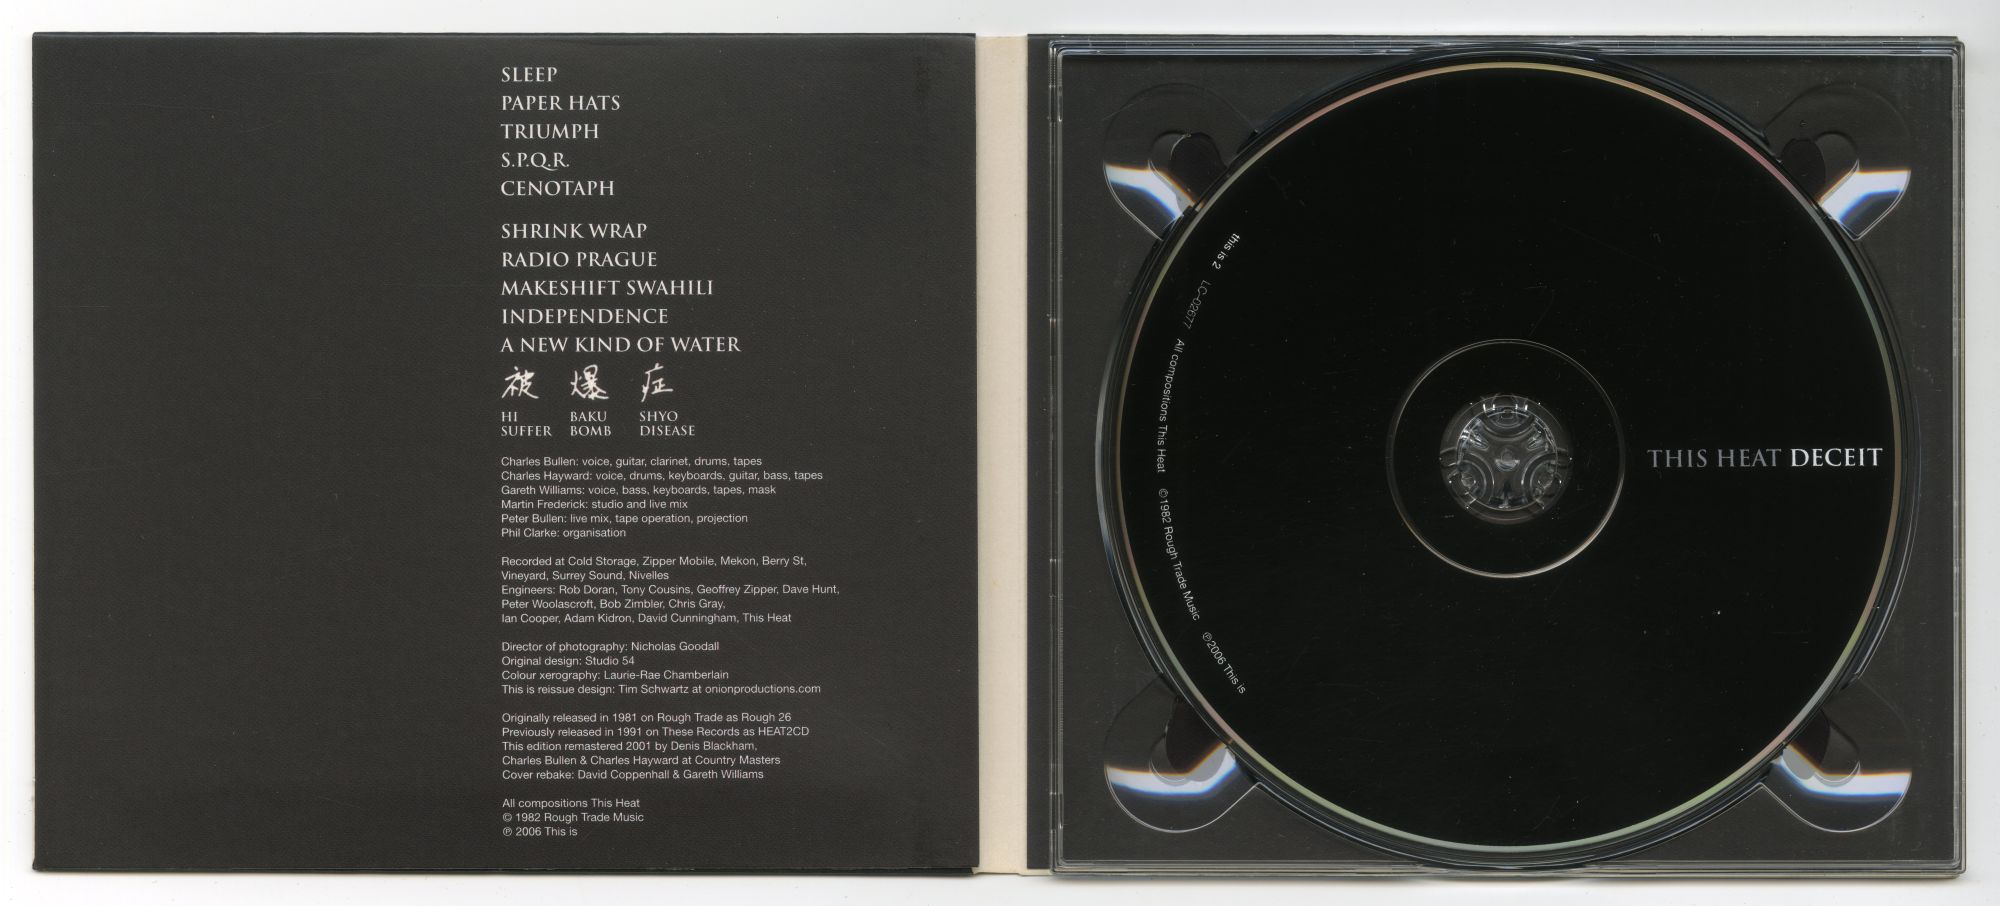 SLEEP
PAPER HATS
TRIUMPH
S.P.Q.R.
CENOTAPH
SHRINK WRAP
RADIO PRAGUE
MAKESHIFT SWAHILI
INDEPENDENCE
A NEW KIND OF WATER
被 爆 症
HI BAKU SHYO
SUFFER BOMB DISEASE
Charles Bullen: voice, guitar, clarinet, drums, tapes
Charles Hayward: voice, drums, keyboards, guitar, bass, tapes
Gareth Williams: voice, bass, keyboards, tapes, mask
Martin Frederick: studio and live mix
Peter Bullen: live mix, tape operation, projection
Phil Clarke: organisation
Recorded at Cold Storage, Zipper Mobile, Mekon, Berry St,
Vineyard, Surrey Sound, Nivelles
Engineers: Rob Doran, Tony Cousins, Geoffrey Zipper, Dave Hunt,
Peter Woolascroft, Bob Zimbler, Chris Gray,
Ian Cooper, Adam Kidron, David Cunningham, This Heat
Director of photography: Nicholas Goodall
Original design: Studio 54
Colour xerography: Laurie-Rae Chamberlain
This is reissue design: Tim Schwartz at onionproductions.com
Originally released in 1981 on Rough Trade as Rough 26
Previously released in 1991 on These Records as HEAT2CD
This edition remastered 2001 by Denis Blackham,
Charles Bullen & Charles Hayward at Country Masters
Cover rebake: David Coppenhall & Gareth Williams
All compositions This Heat
© 1982 Rough Trade Music
℗ 2006 This is
this is 2 LC-02677 All compositions This Heat ©1982 Rough Trade Music ℗2006 This is
THIS HEAT DECEIT